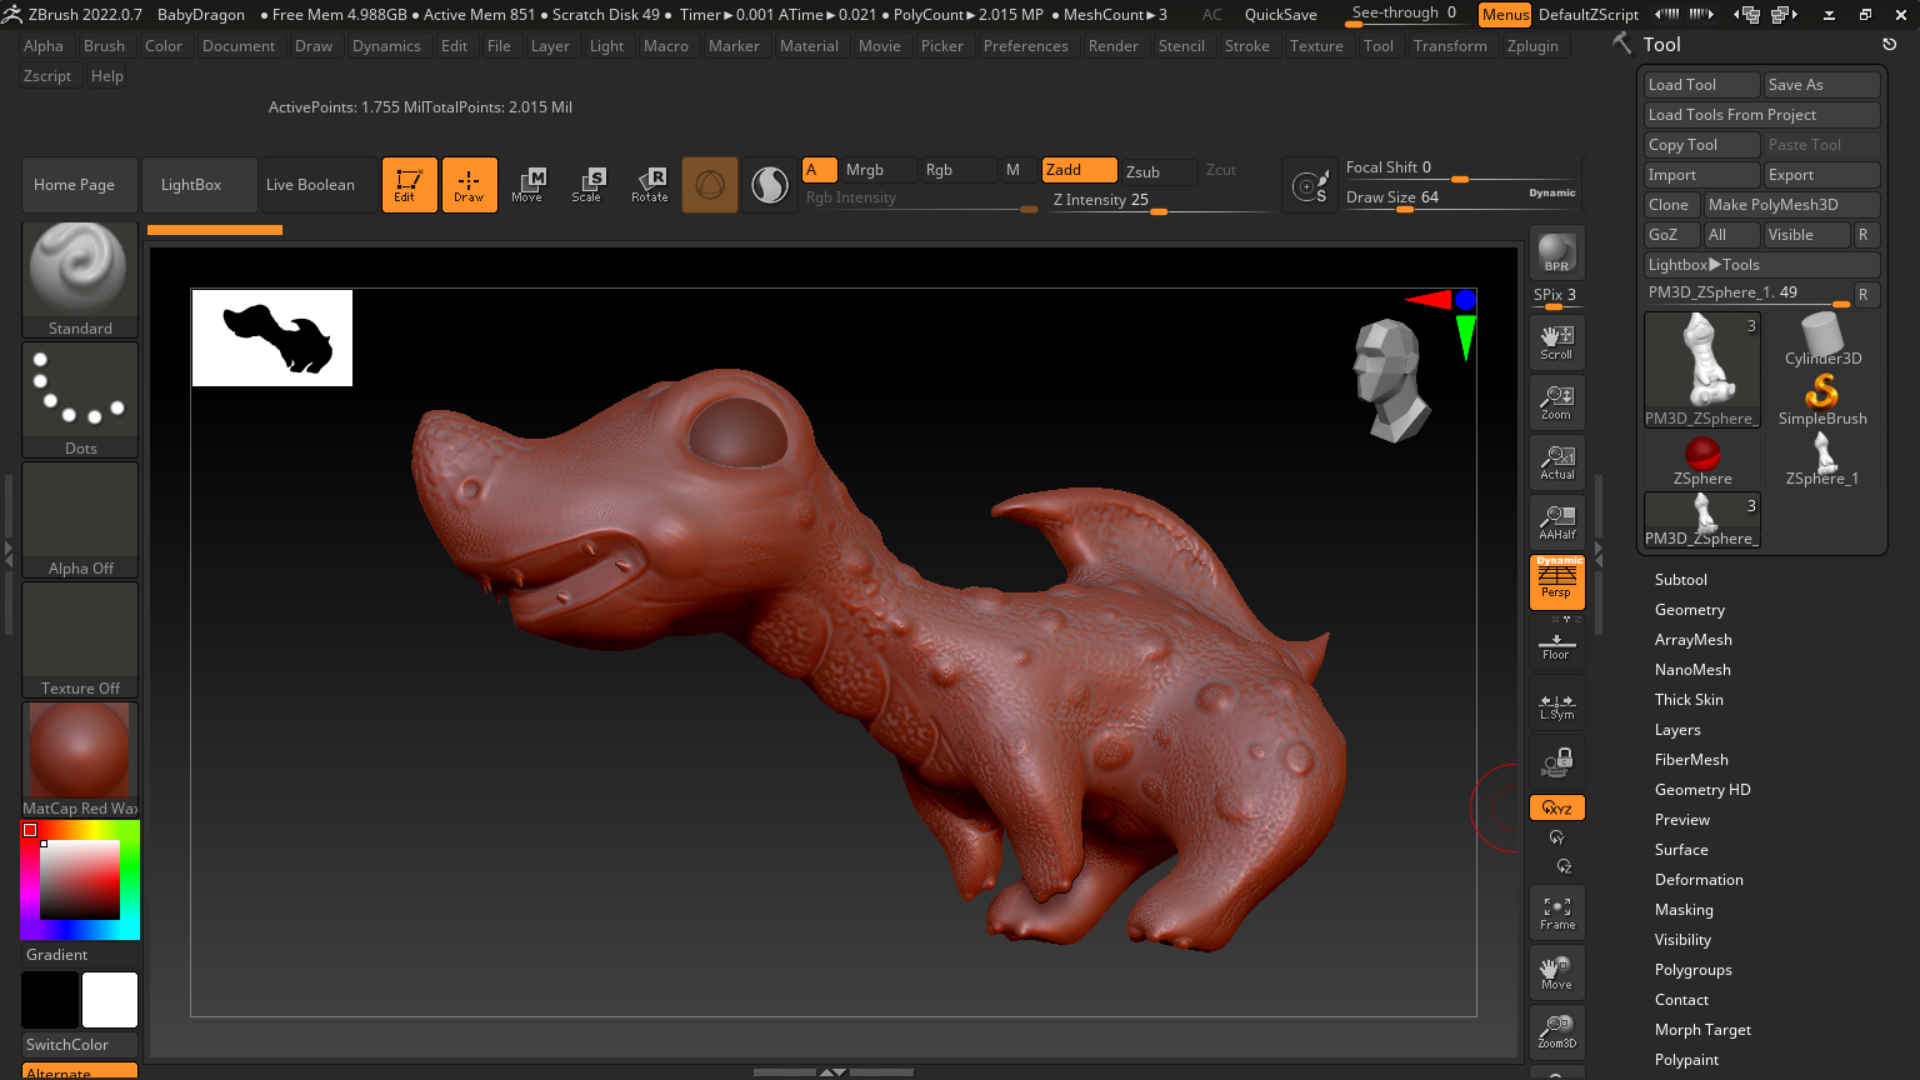 ZBrush 2022.0.7 BabyDragon ● Free Mem 4.988GB ● Active Mem 851 ● Scratch Disk 49 ● Timer►0.001 ATime►0.021 ● PolyCount►2.015 MP ● MeshCount►3 AC QuickSave See-through 0 Menus DefaultZScript
Alpha Brush Color Document Draw Dynamics Edit File Layer Light Macro Marker Material Movie Picker Preferences Render Stencil Stroke Texture Tool Transform Zplugin
Zscript Help
ActivePoints: 1.755 MilTotalPoints: 2.015 Mil
Home Page LightBox Live Boolean Edit Draw Move Scale Rotate
A Mrgb Rgb M Zadd Zsub Zcut
Rgb Intensity Z Intensity 25
Focal Shift 0
Draw Size 64 Dynamic
Standard
Dots
Alpha Off
Texture Off
MatCap Red Wax
Gradient
SwitchColor
Alternate
BPR
SPix 3
Scroll
Zoom
Actual
AAHalf
Dynamic
Persp
Floor
L.Sym
XYZ
Y
Z
Frame
Move
Zoom3D
Tool
Load Tool Save As
Load Tools From Project
Copy Tool Paste Tool
Import Export
Clone Make PolyMesh3D
GoZ All Visible R
Lightbox►Tools
PM3D_ZSphere_1. 49 R
3
PM3D_ZSphere_ Cylinder3D
SimpleBrush
ZSphere ZSphere_1
3
PM3D_ZSphere_
Subtool
Geometry
ArrayMesh
NanoMesh
Thick Skin
Layers
FiberMesh
Geometry HD
Preview
Surface
Deformation
Masking
Visibility
Polygroups
Contact
Morph Target
Polypaint